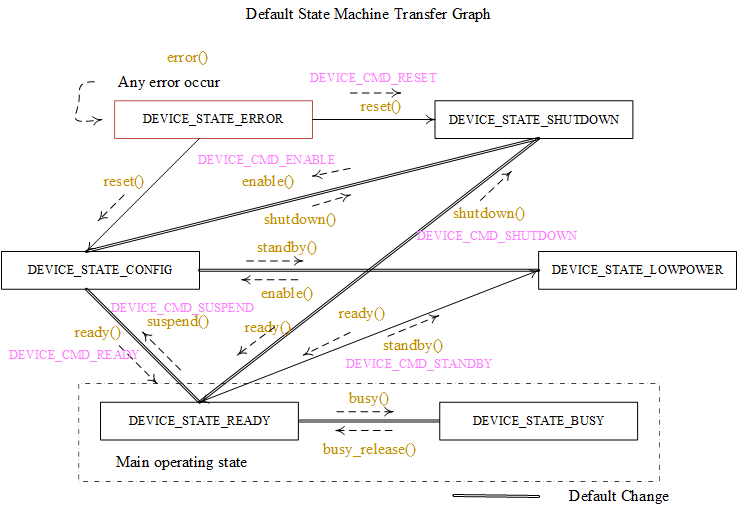 Default State Machine Transfer Graph
error()
Any error occur
DEVICE_CMD_RESET
reset()
DEVICE_STATE_ERROR
DEVICE_STATE_SHUTDOWN
DEVICE_CMD_ENABLE
reset()
enable()
shutdown()
shutdown()
DEVICE_CMD_SHUTDOWN
standby()
DEVICE_STATE_CONFIG
DEVICE_STATE_LOWPOWER
enable()
DEVICE_CMD_SUSPEND
suspend()
ready()
ready()
ready()
standby()
DEVICE_CMD_READY
DEVICE_CMD_STANDBY
busy()
DEVICE_STATE_READY
DEVICE_STATE_BUSY
busy_release()
Main operating state
Default Change